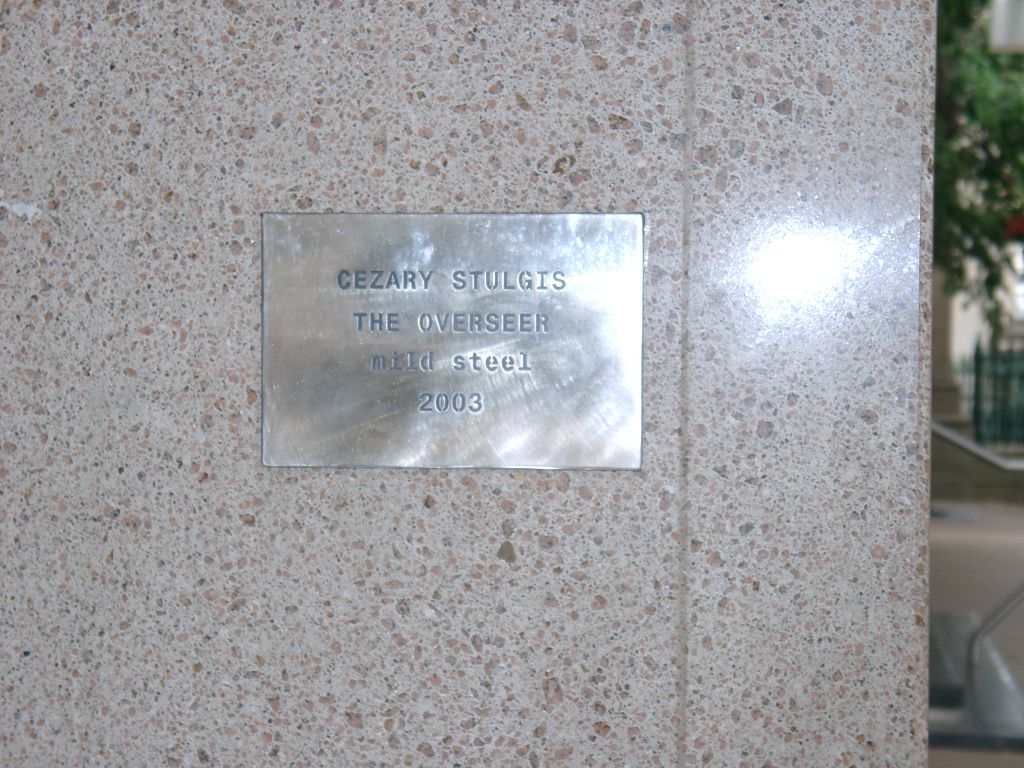 CEZARY STULGIS
THE OVERSEER
mild steel
2003